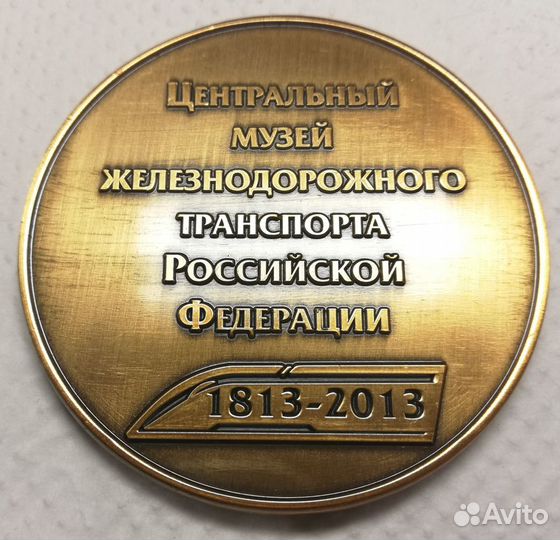 Центральный
музей
железнодорожного
транспорта
Российской
Федерации
1813-2013
Avito